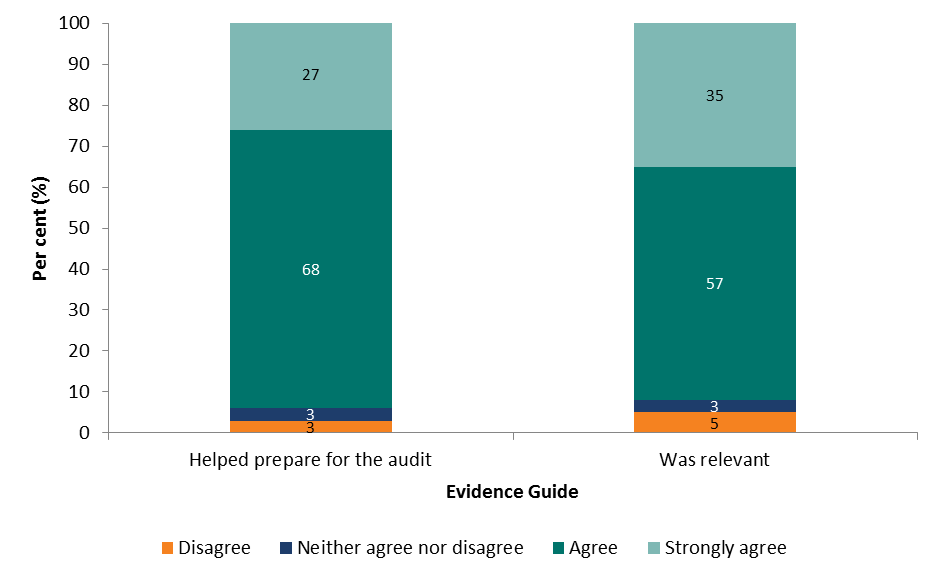 100
90
80
70
60
50
40
30
20
10
0
Per cent (%)
27
68
3
3
35
57
3
5
Helped prepare for the audit
Was relevant
Evidence Guide
Disagree
Neither agree nor disagree
Agree
Strongly agree